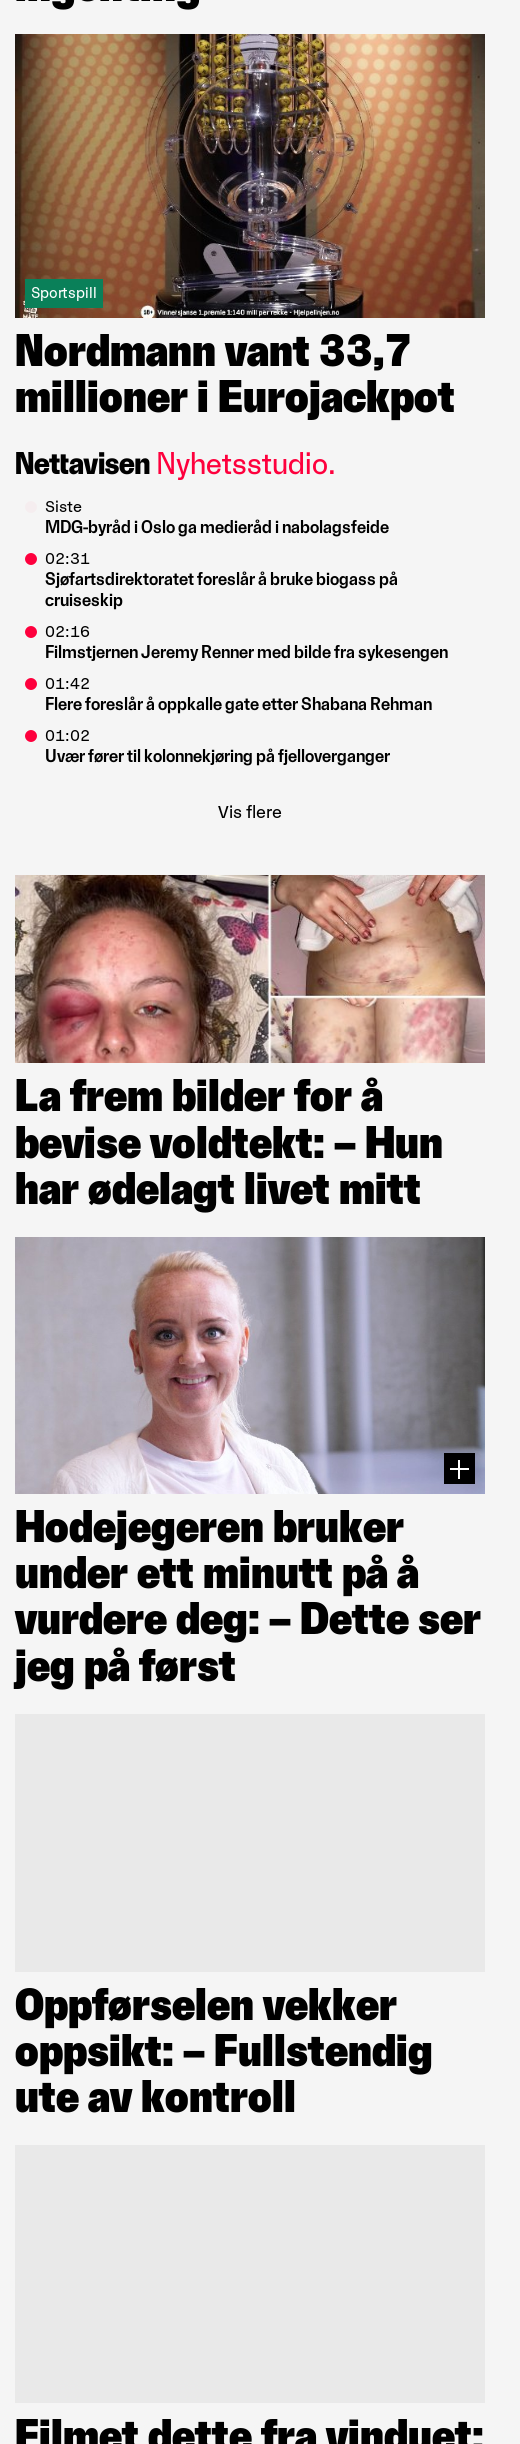 Sportspill
18+ Vinnersjanse 1.premie 1:140 mill per rekke - Hjelpelinjen.no
Nordmann vant 33,7
millioner i Eurojackpot
Nettavisen Nyhetsstudio.
Siste
MDG-byråd i Oslo ga medieråd i nabolagsfeide
02:31
Sjøfartsdirektoratet foreslår å bruke biogass på
cruiseskip
02:16
Filmstjernen Jeremy Renner med bilde fra sykesengen
01:42
Flere foreslår å oppkalle gate etter Shabana Rehman
01:02
Uvær fører til kolonnekjøring på fjelloverganger
Vis flere
La frem bilder for å
bevise voldtekt: – Hun
har ødelagt livet mitt
Hodejegeren bruker
under ett minutt på å
vurdere deg: – Dette ser
jeg på først
Oppførselen vekker
oppsikt: – Fullstendig
ute av kontroll
Filmet dette fra vinduet: